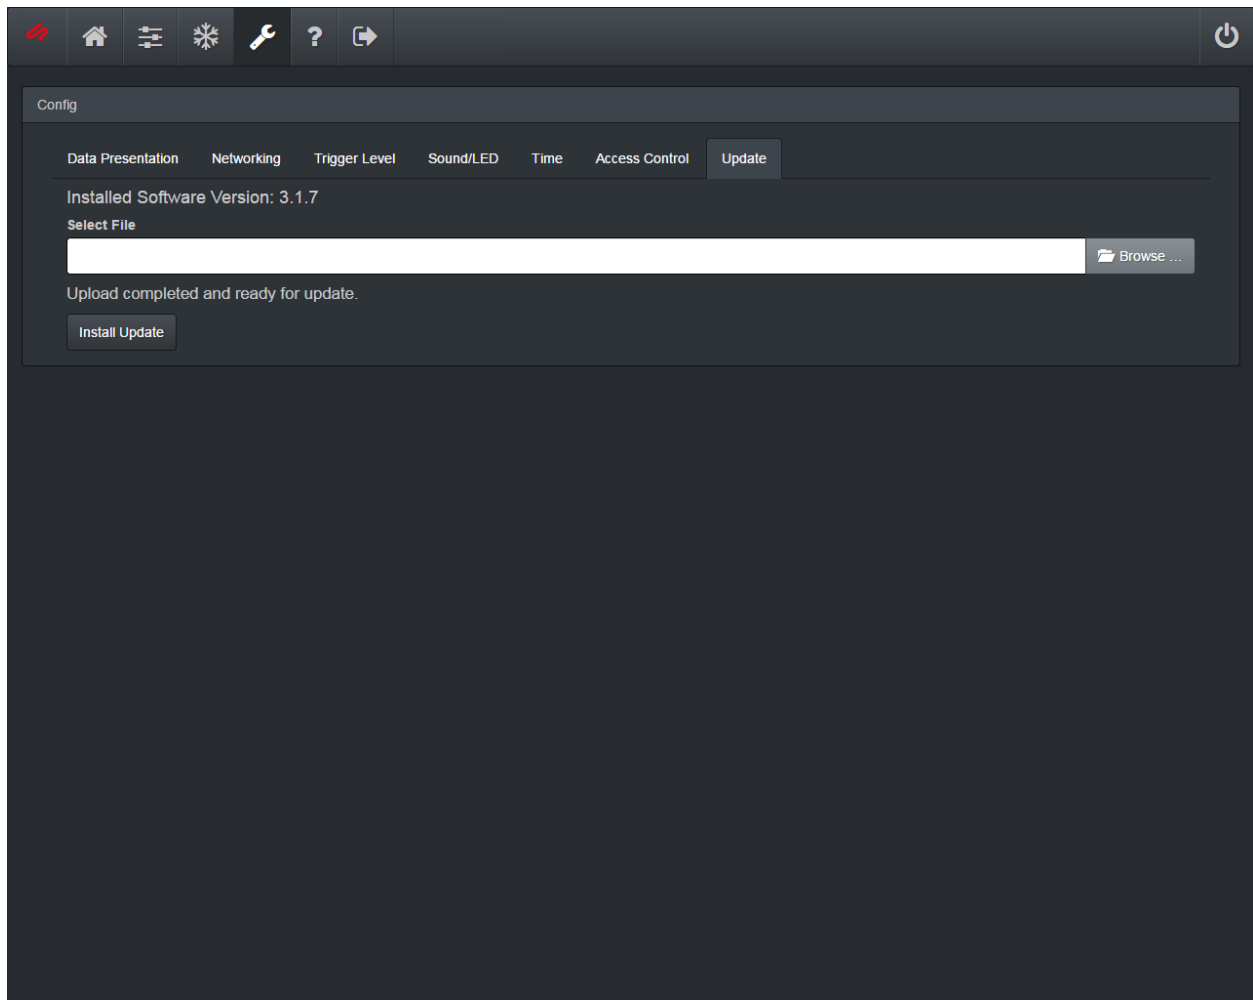 Config
Data Presentation Networking Trigger Level Sound/LED Time Access Control Update
Installed Software Version: 3.1.7
Select File
Browse ...
Upload completed and ready for update.
Install Update